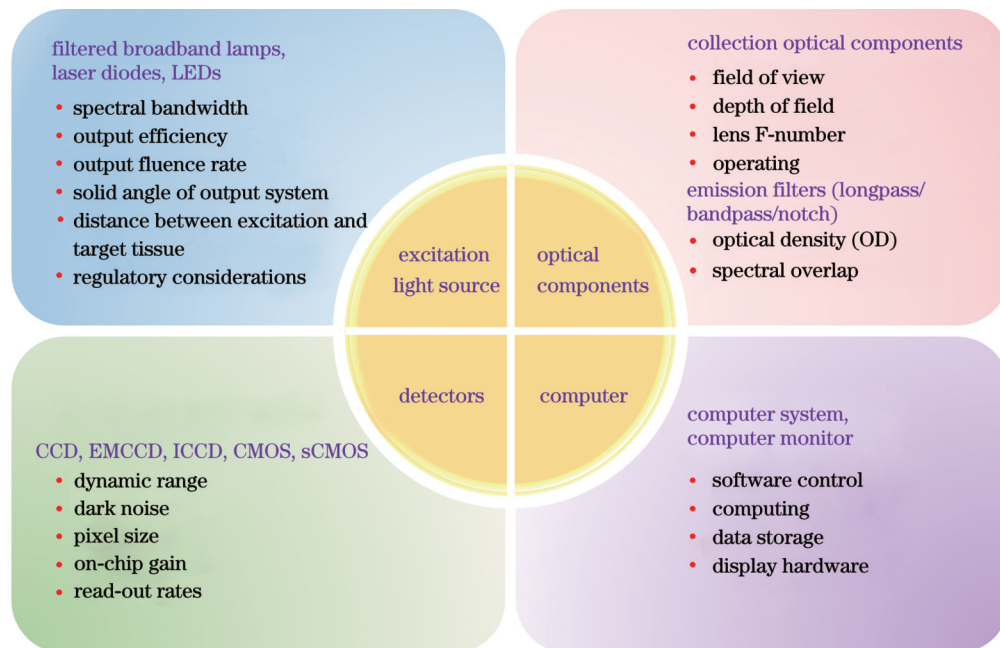 filtered broadband lamps,
laser diodes, LEDs
• spectral bandwidth
• output efficiency
• output fluence rate
• solid angle of output system
• distance between excitation and
target tissue
• regulatory considerations
collection optical components
• field of view
• depth of field
• lens F-number
• operating
emission filters (longpass/
bandpass/notch)
• optical density (OD)
• spectral overlap
excitation
light source
optical
components
detectors
computer
CCD, EMCCD, ICCD, CMOS, sCMOS
• dynamic range
• dark noise
• pixel size
• on-chip gain
• read-out rates
computer system,
computer monitor
• software control
• computing
• data storage
• display hardware